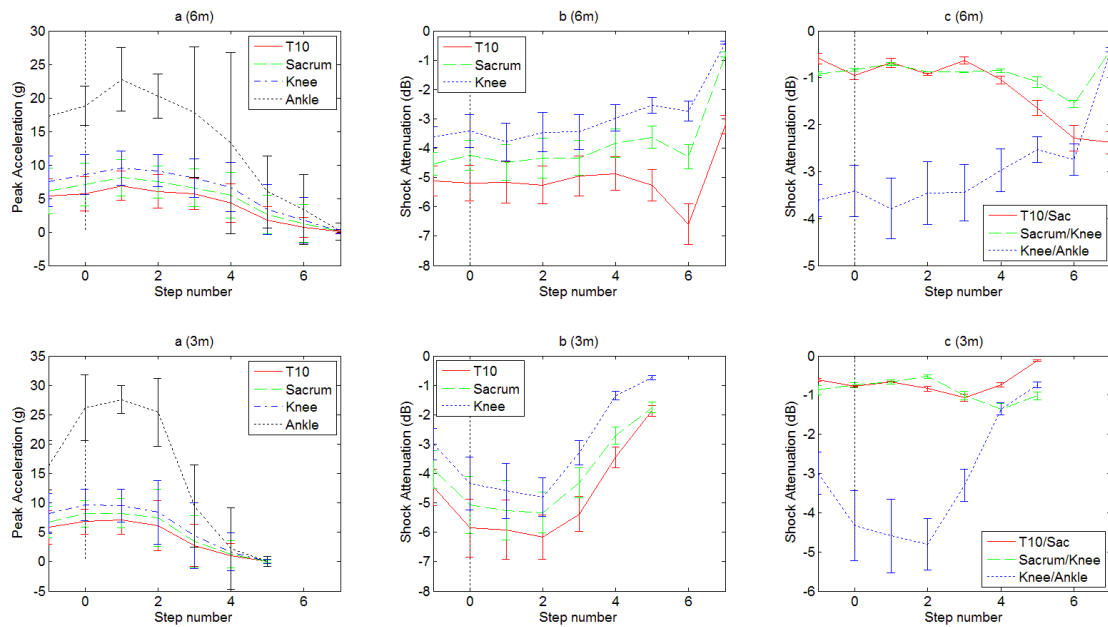 a (6m)
30
25
20
15
10
5
0
-5
Peak Acceleration (g)
0
2
4
6
Step number
T10
Sacrum
Knee
Ankle
b (6m)
0
-1
-2
-3
-4
-5
-6
-7
-8
Shock Attenuation (dB)
0
2
4
6
Step number
T10
Sacrum
Knee
c (6m)
0
-1
-2
-3
-4
-5
Shock Attenuation (dB)
0
2
4
6
Step number
T10/Sac
Sacrum/Knee
Knee/Ankle
a (3m)
35
30
25
20
15
10
5
0
-5
Peak Acceleration (g)
0
2
4
6
Step number
T10
Sacrum
Knee
Ankle
b (3m)
0
-1
-2
-3
-4
-5
-6
-7
-8
Shock Attenuation (dB)
0
2
4
6
Step number
T10
Sacrum
Knee
c (3m)
0
-1
-2
-3
-4
-5
-6
Shock Attenuation (dB)
0
2
4
6
Step number
T10/Sac
Sacrum/Knee
Knee/Ankle